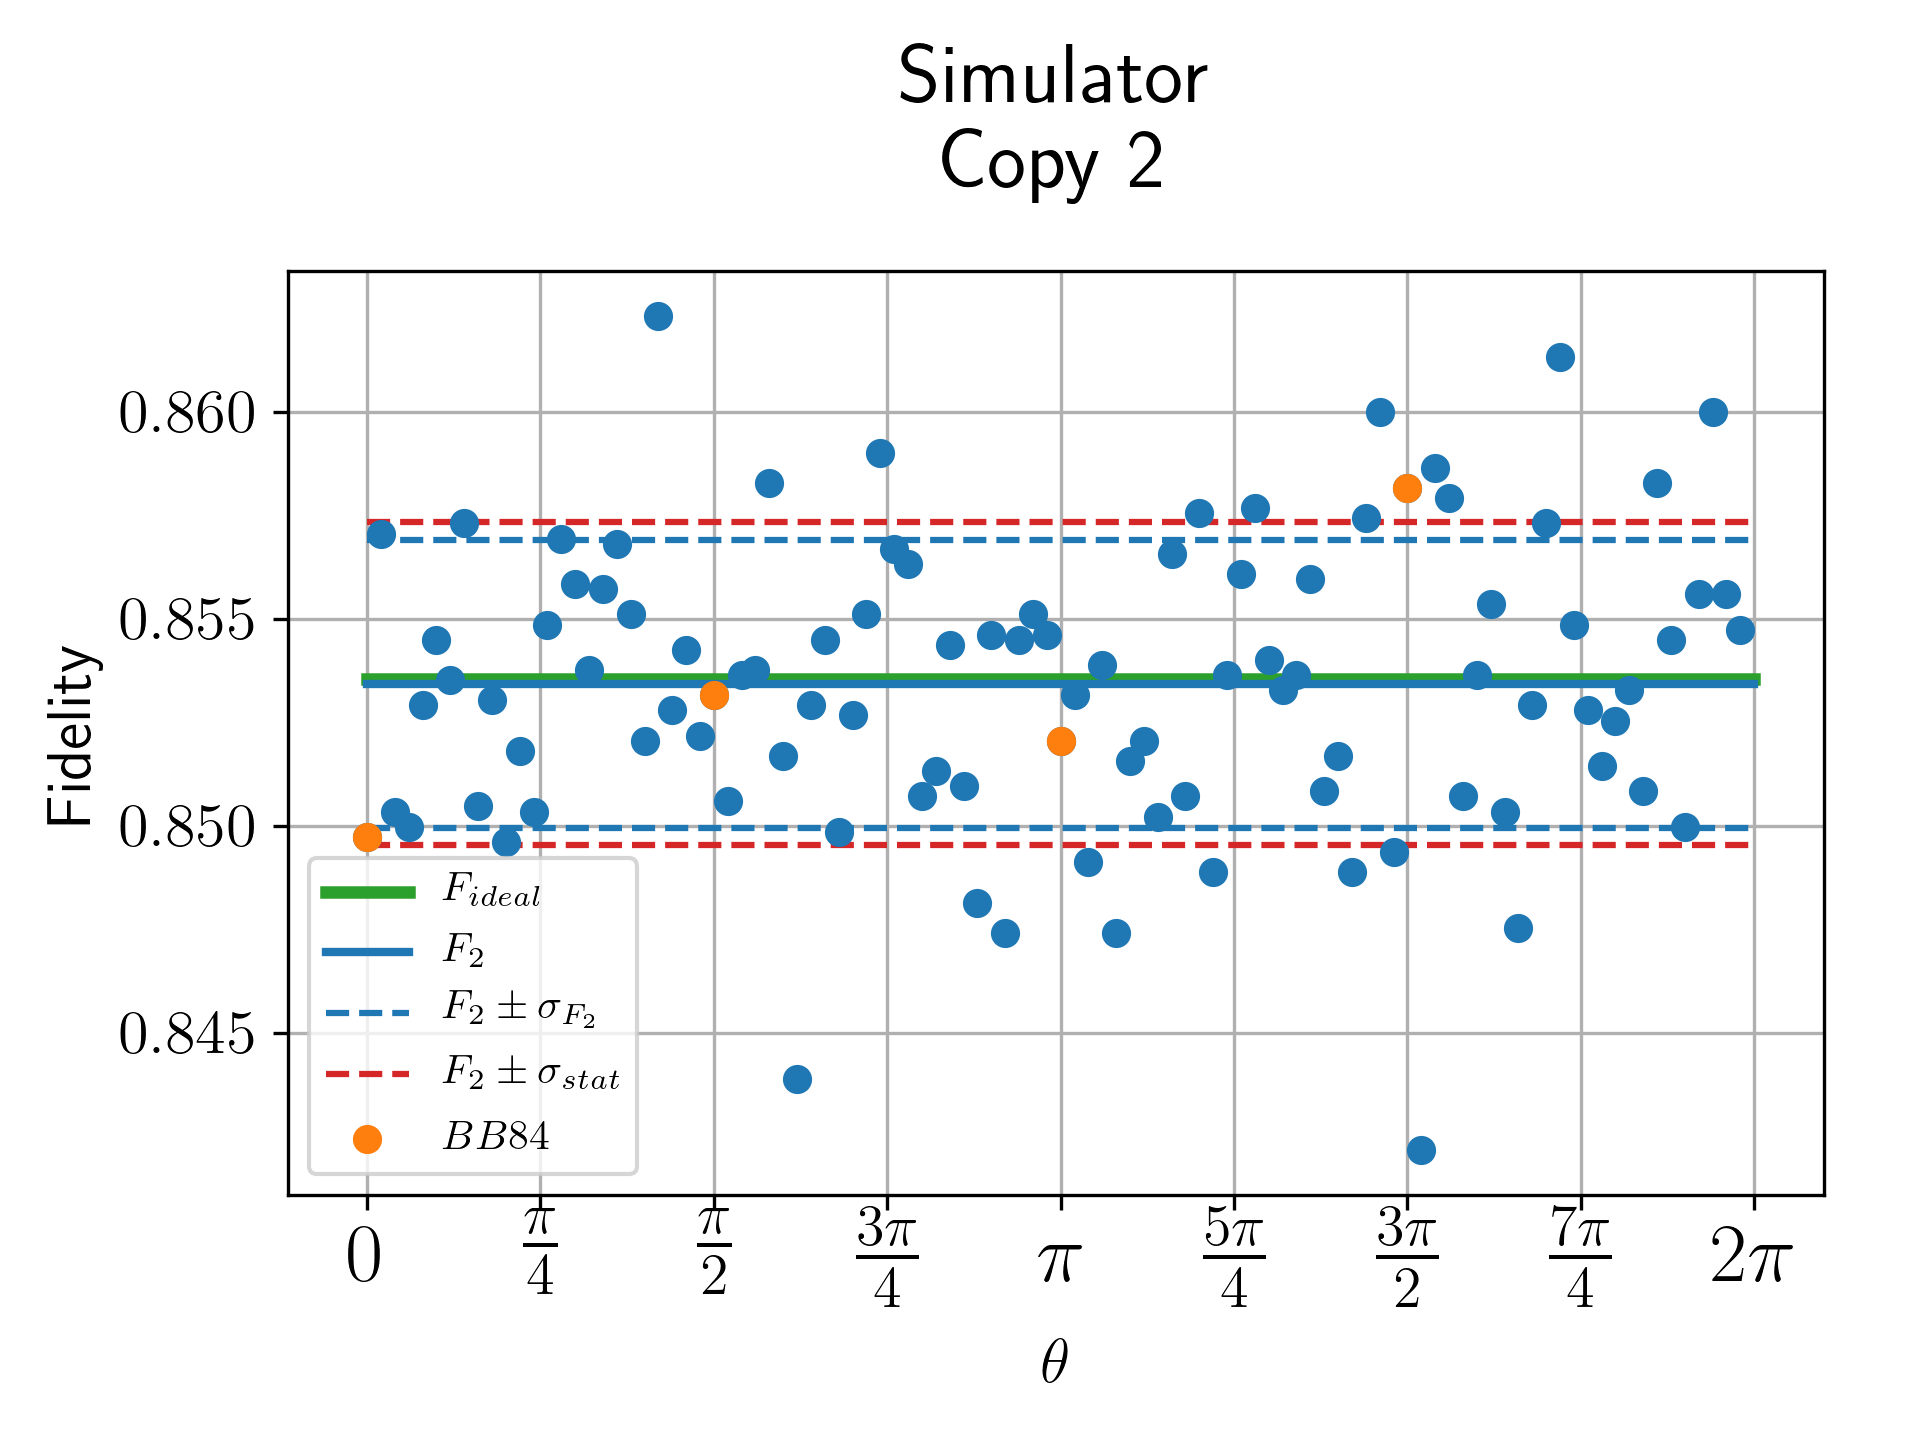 Simulator
Copy 2
Fidelity
0.860
0.855
0.850
0.845
F_{ideal}
F_2
F_2 ± σ_{F_2}
F_2 ± σ_{stat}
BB84
0
π/4
π/2
3π/4
π
5π/4
3π/2
7π/4
2π
θ